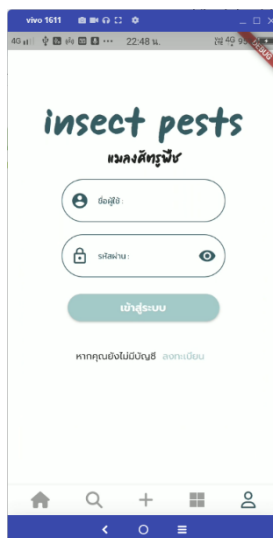 vivo 1611
4G 22:48 น. 4G
insect pests
แมลงศัตรูพืช
ชื่อผู้ใช้ :
รหัสผ่าน :
เข้าสู่ระบบ
หากคุณยังไม่มีบัญชี ลงทะเบียน